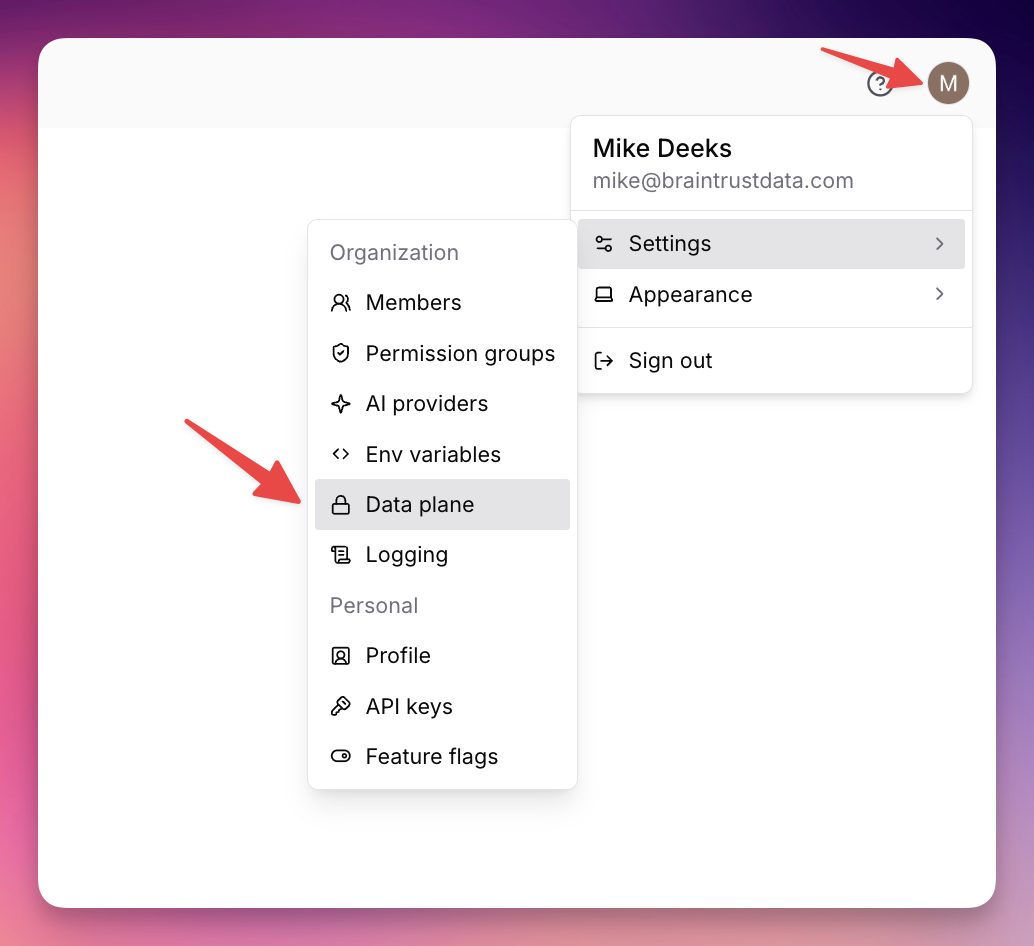 ?
M
Mike Deeks
mike@braintrustdata.com
Settings
Appearance
Sign out
Organization
Members
Permission groups
AI providers
Env variables
Data plane
Logging
Personal
Profile
API keys
Feature flags